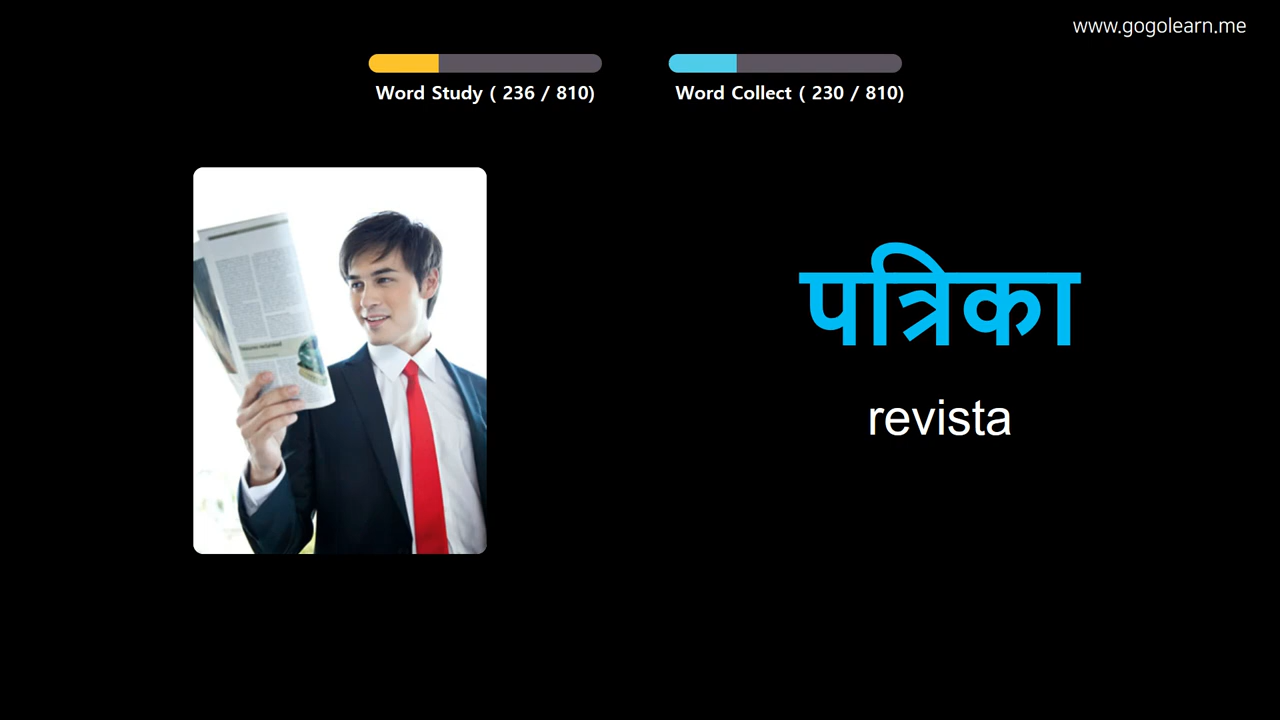 www.gogolearn.me
Word Study ( 236 / 810)
Word Collect ( 230 / 810)
पत्रिका
revista